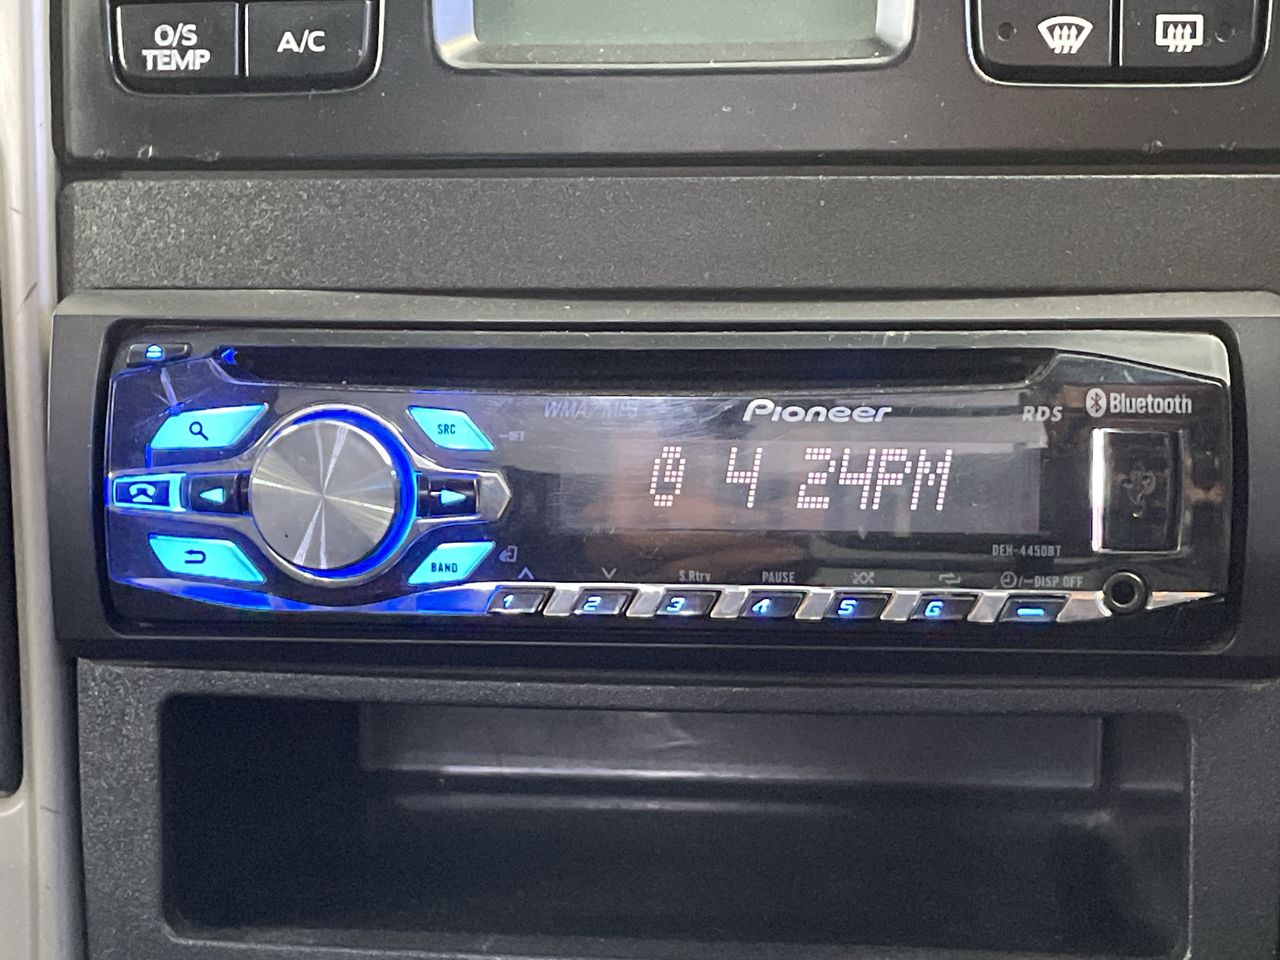 O/S
TEMP
A/C
WMA/MP3
Pioneer
RDS
Bluetooth
SRC
OFF
4 24PM
BAND
DEH-4450BT
S.Rtrv
PAUSE
/–DISP OFF
1
2
3
4
5
6